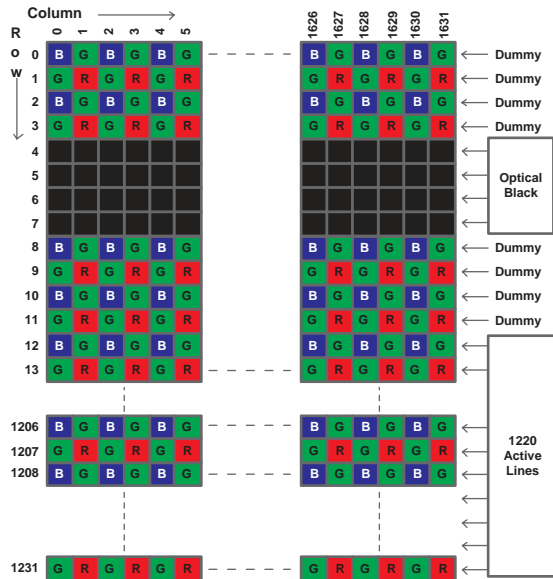 Column
Row
0 1 2 3 4 5 1626 1627 1628 1629 1630 1631
0 B G B G B G B G B G B G Dummy
1 G R G R G R G R G R G R Dummy
2 B G B G B G B G B G B G Dummy
3 G R G R G R G R G R G R Dummy
4
5
6
7
Optical
Black
8 B G B G B G B G B G B G Dummy
9 G R G R G R G R G R G R Dummy
10 B G B G B G B G B G B G Dummy
11 G R G R G R G R G R G R Dummy
12 B G B G B G B G B G B G
13 G R G R G R G R G R G R
1206 B G B G B G B G B G B G
1207 G R G R G R G R G R G R
1208 B G B G B G B G B G B G
1220
Active
Lines
1231 G R G R G R G R G R G R